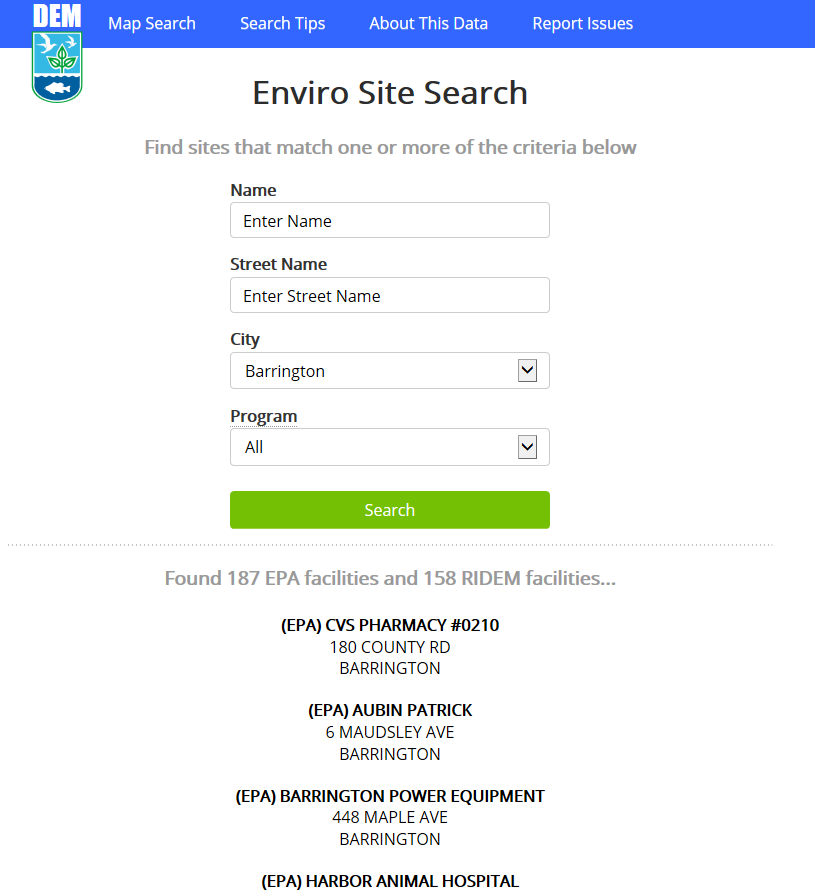 DEM
Map Search
Search Tips
About This Data
Report Issues
Enviro Site Search
Find sites that match one or more of the criteria below
Name
Enter Name
Street Name
Enter Street Name
City
Barrington
Program
All
Search
Found 187 EPA facilities and 158 RIDEM facilities...
(EPA) CVS PHARMACY #0210
180 COUNTY RD
BARRINGTON
(EPA) AUBIN PATRICK
6 MAUDSLEY AVE
BARRINGTON
(EPA) BARRINGTON POWER EQUIPMENT
448 MAPLE AVE
BARRINGTON
(EPA) HARBOR ANIMAL HOSPITAL